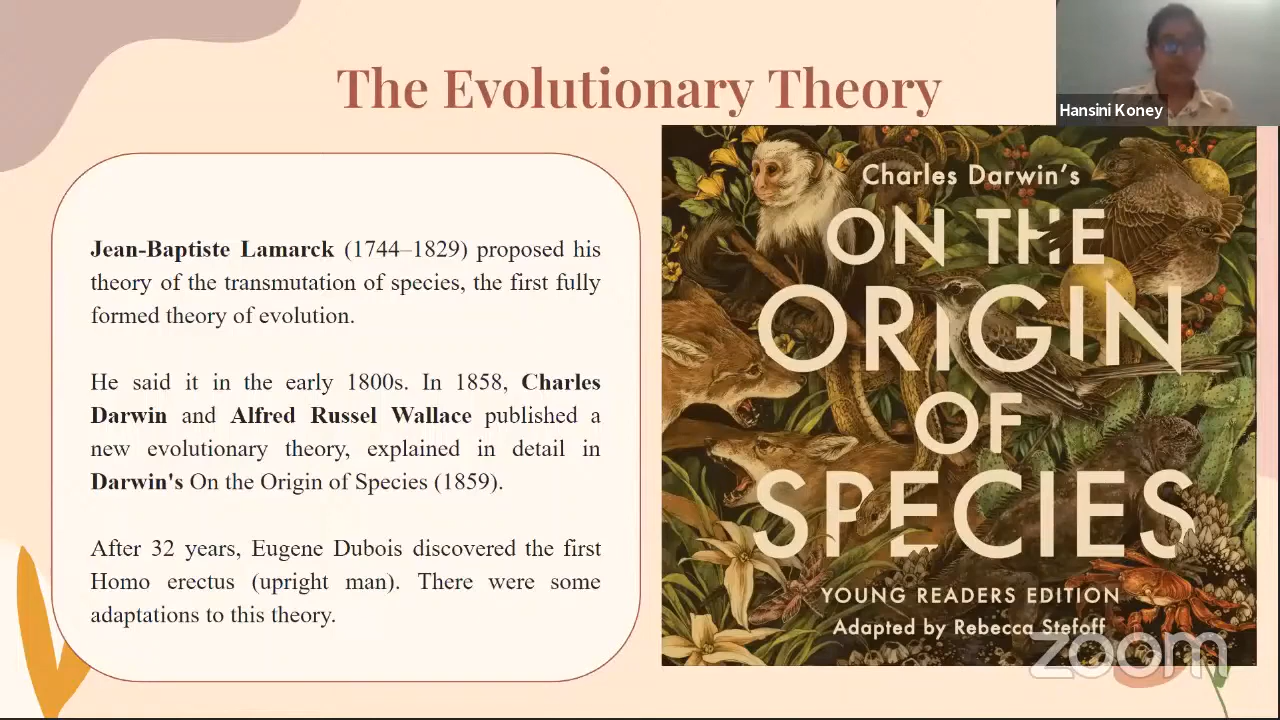 The Evolutionary Theory
Hansini Koney
Jean-Baptiste Lamarck (1744–1829) proposed his
theory of the transmutation of species, the first fully
formed theory of evolution.
He said it in the early 1800s. In 1858, Charles
Darwin and Alfred Russel Wallace published a
new evolutionary theory, explained in detail in
Darwin's On the Origin of Species (1859).
After 32 years, Eugene Dubois discovered the first
Homo erectus (upright man). There were some
adaptations to this theory.
Charles Darwin's
ON THE
ORIGIN
OF
SPECIES
YOUNG READERS EDITION
Adapted by Rebecca Stefoff
zoom